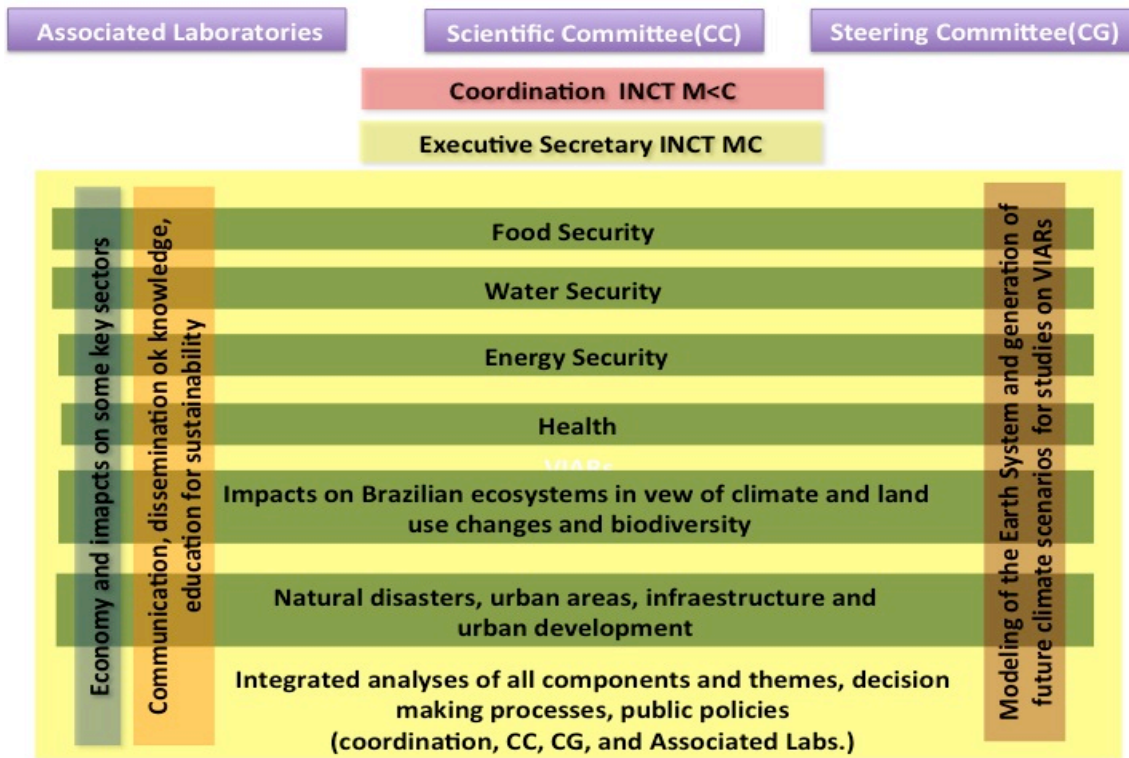 Associated Laboratories
Scientific Committee(CC)
Steering Committee(CG)
Coordination INCT M<C
Executive Secretary INCT MC
Economy and imapcts on some key sectors
Communication, dissemination ok knowledge,
education for sustainability
Food Security
Water Security
Energy Security
Health
VIARs
Impacts on Brazilian ecosystems in vew of climate and land
use changes and biodiversity
Natural disasters, urban areas, infraestructure and
urban development
Integrated analyses of all components and themes, decision
making processes, public policies
(coordination, CC, CG, and Associated Labs.)
Modeling of the Earth System and generation of
future climate scenarios for studies on VIARs